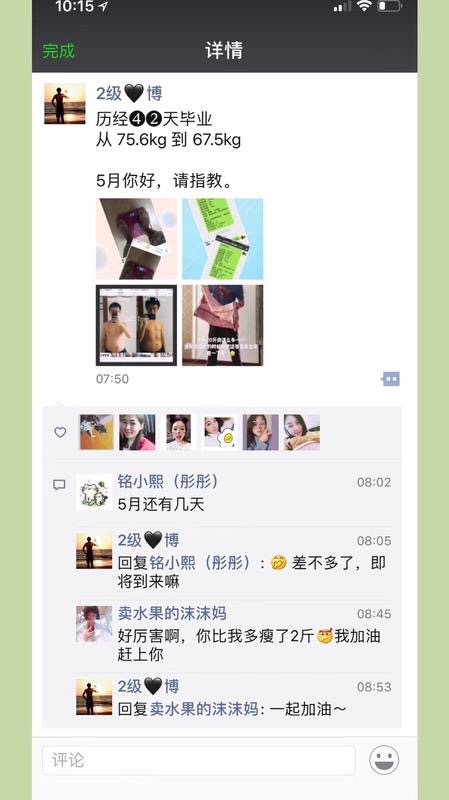 10:15
完成
详情
2级🖤博
历经❹❷天毕业
从 75.6kg 到 67.5kg
5月你好，请指教。
07:50
铭小熙（彤彤）
08:02
5月还有几天
2级🖤博
08:05
回复铭小熙（彤彤）：🤣 差不多了，即
将到来嘛
卖水果的沫沫妈
08:45
好厉害啊，你比我多瘦了2斤🥳我加油
赶上你
2级🖤博
08:53
回复卖水果的沫沫妈: 一起加油～
评论